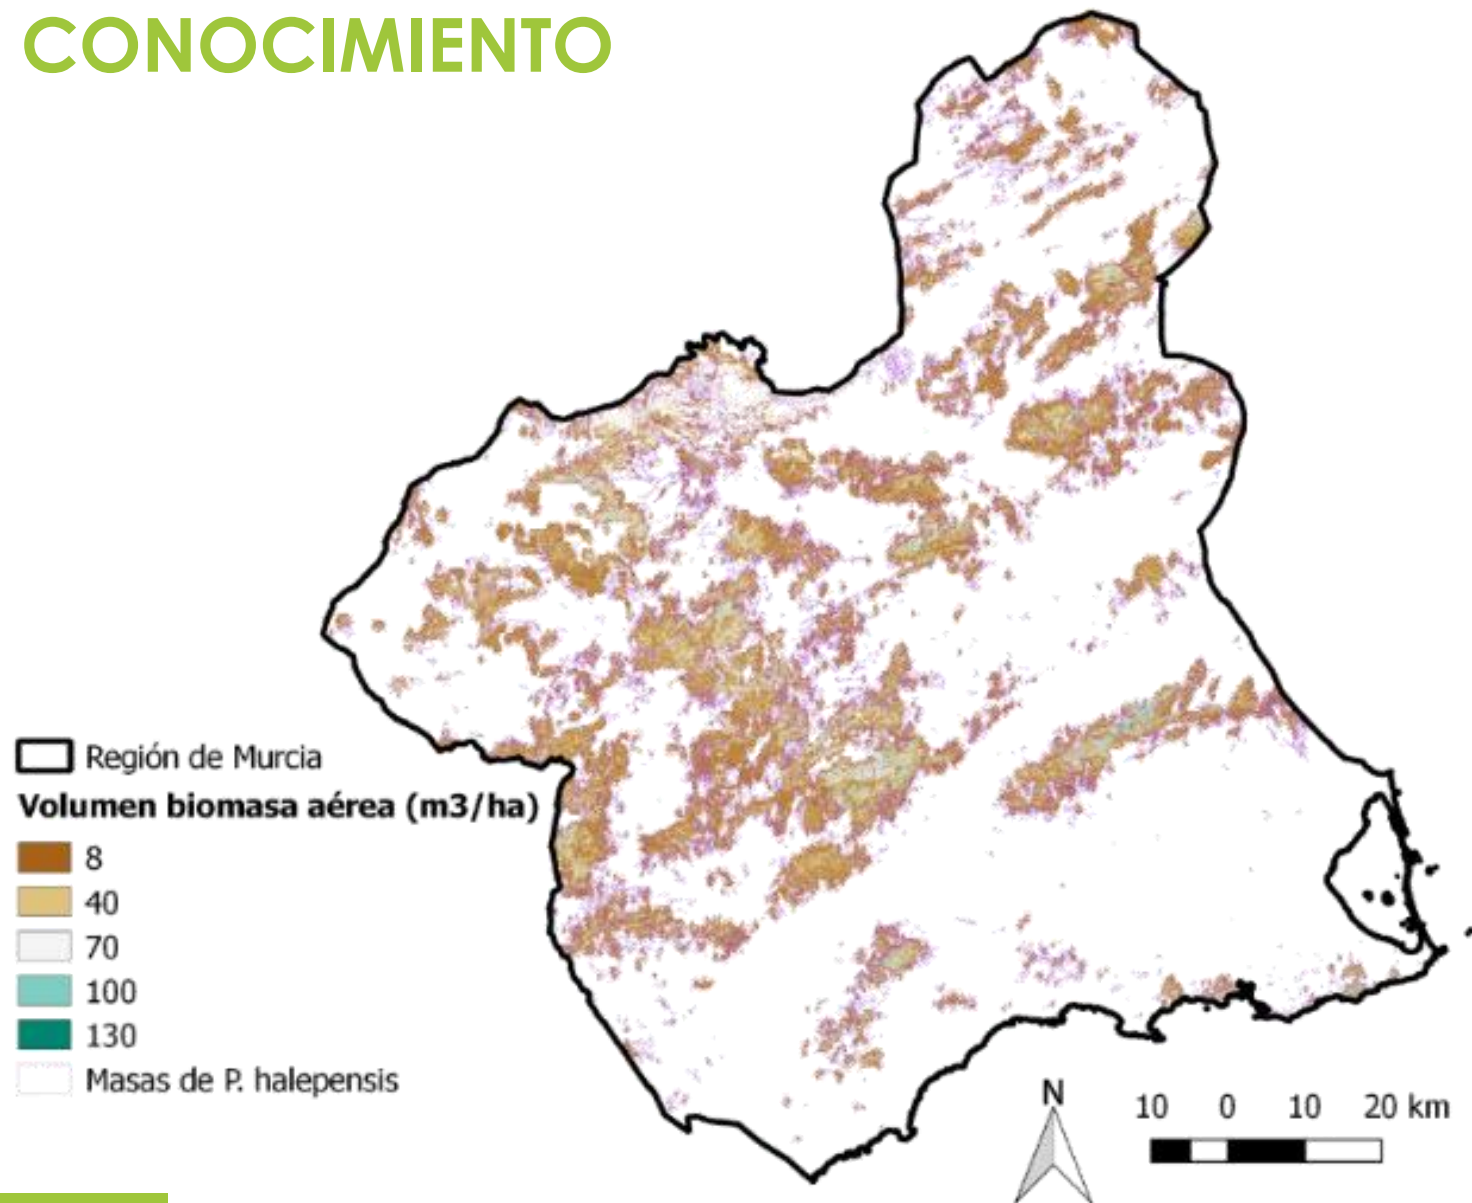 CONOCIMIENTO
Región de Murcia
Volumen biomasa aérea (m3/ha)
8
40
70
100
130
Masas de P. halepensis
N
10 0 10 20 km